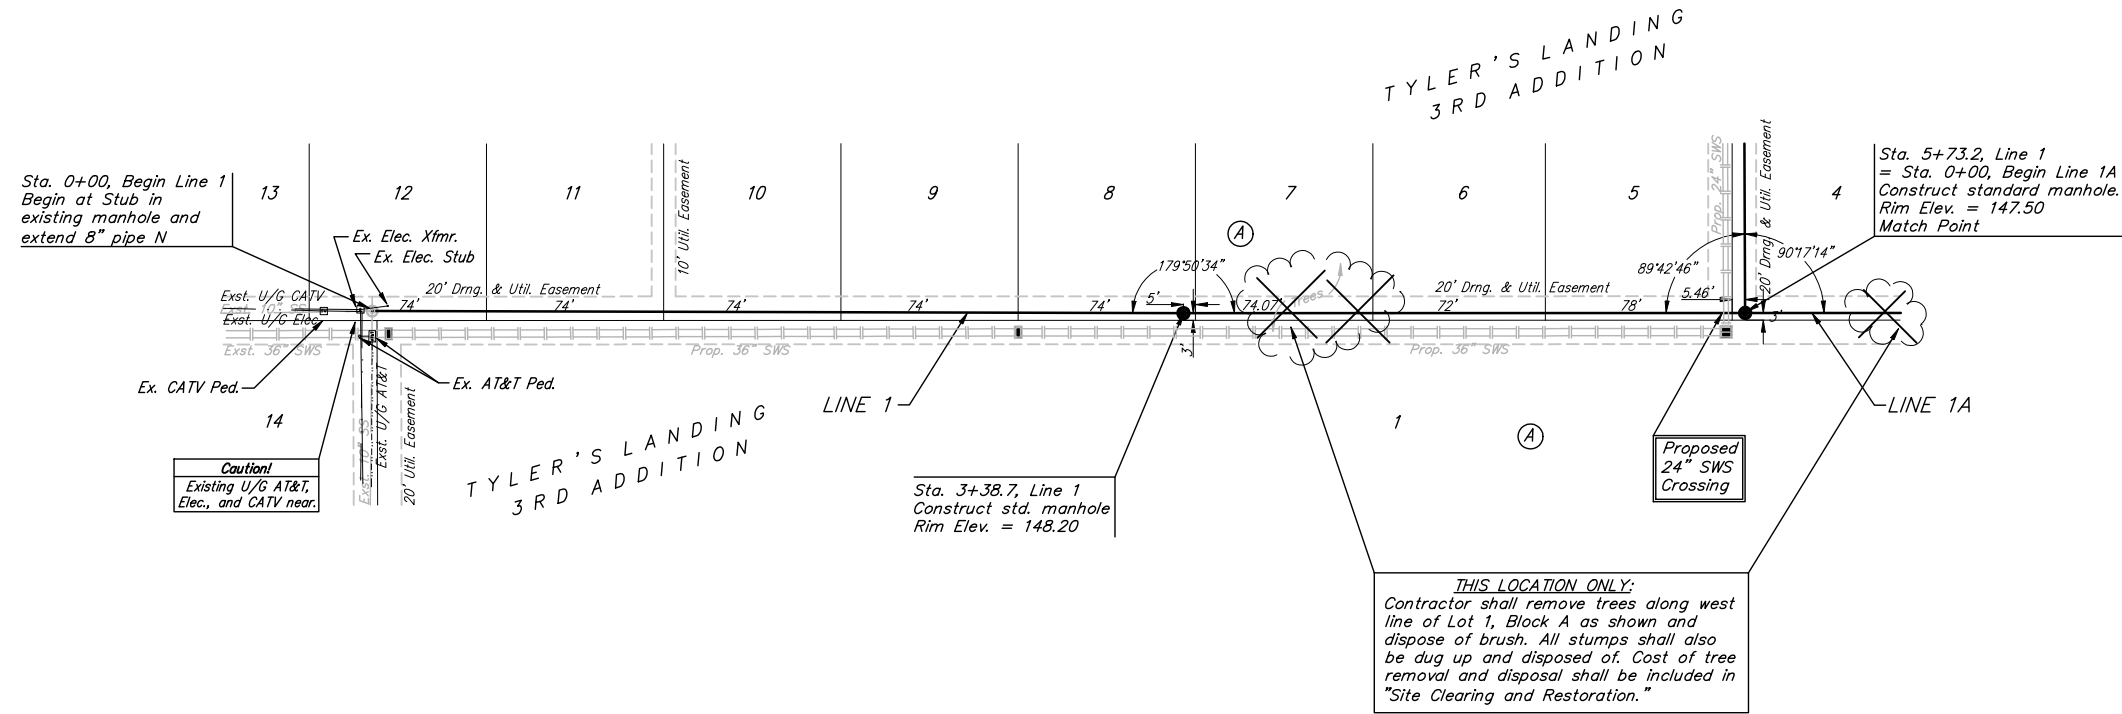 TYLER'S LANDING
3RD ADDITION
Sta. 0+00, Begin Line 1
Begin at Stub in
existing manhole and
extend 8" pipe N
13
12
11
10
9
8
7
6
5
4
Sta. 5+73.2, Line 1
= Sta. 0+00, Begin Line 1A
Construct standard manhole.
Rim Elev. = 147.50
Match Point
10' Util. Easement
Prop. 24" SWS
20' Drng. & Util. Easement
A
Ex. Elec. Xfmr.
Ex. Elec. Stub
179°50'34"
89°42'46"
90°17'14"
Exst. U/G CATV
Exst. 10" SS
Exst. U/G Elec.
20' Drng. & Util. Easement
20' Drng. & Util. Easement
74'
74'
74'
74'
74'
5'
74.07'
Trees
72'
78'
5.46'
3'
3'
Exst. 36" SWS
Prop. 36" SWS
Prop. 36" SWS
Ex. CATV Ped.
Ex. AT&T Ped.
14
Exst. 10" SS
Exst. U/G AT&T
20' Util. Easement
LINE 1
LINE 1A
1
A
TYLER'S LANDING
3RD ADDITION
Caution!
Existing U/G AT&T,
Elec., and CATV near.
Proposed
24" SWS
Crossing
Sta. 3+38.7, Line 1
Construct std. manhole
Rim Elev. = 148.20
THIS LOCATION ONLY:
Contractor shall remove trees along west
line of Lot 1, Block A as shown and
dispose of brush. All stumps shall also
be dug up and disposed of. Cost of tree
removal and disposal shall be included in
"Site Clearing and Restoration."